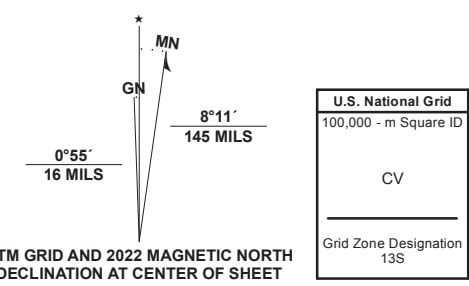 MN
GN
8°11´
145 MILS
0°55´
16 MILS
TM GRID AND 2022 MAGNETIC NORTH
DECLINATION AT CENTER OF SHEET
U.S. National Grid
100,000 - m Square ID
CV
Grid Zone Designation
13S